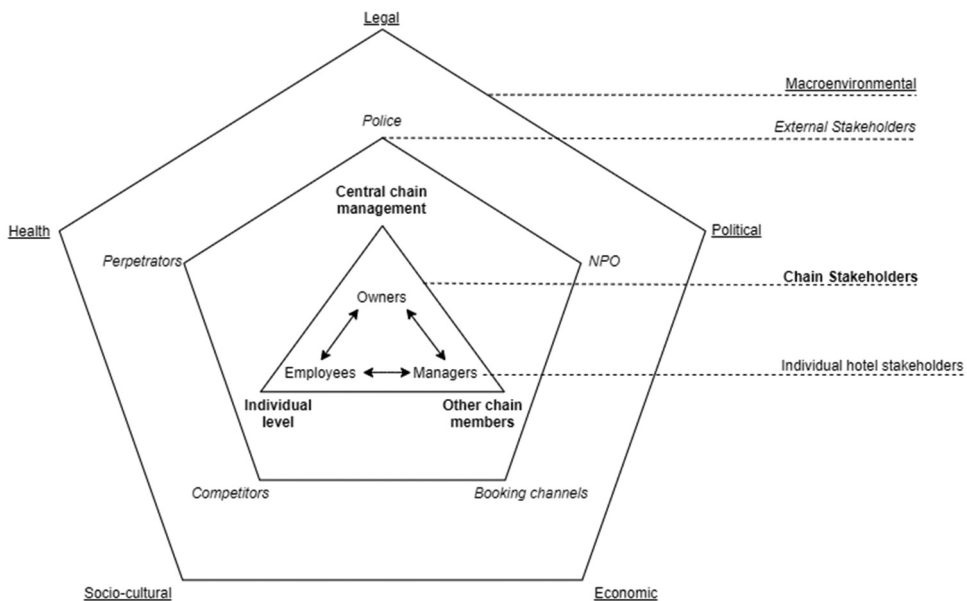 Legal
Macroenvironmental
Police
External Stakeholders
Central chain
management
Health
Political
Perpetrators
NPO
Chain Stakeholders
Owners
Individual hotel stakeholders
Employees
Managers
Individual
level
Other chain
members
Competitors
Booking channels
Socio-cultural
Economic